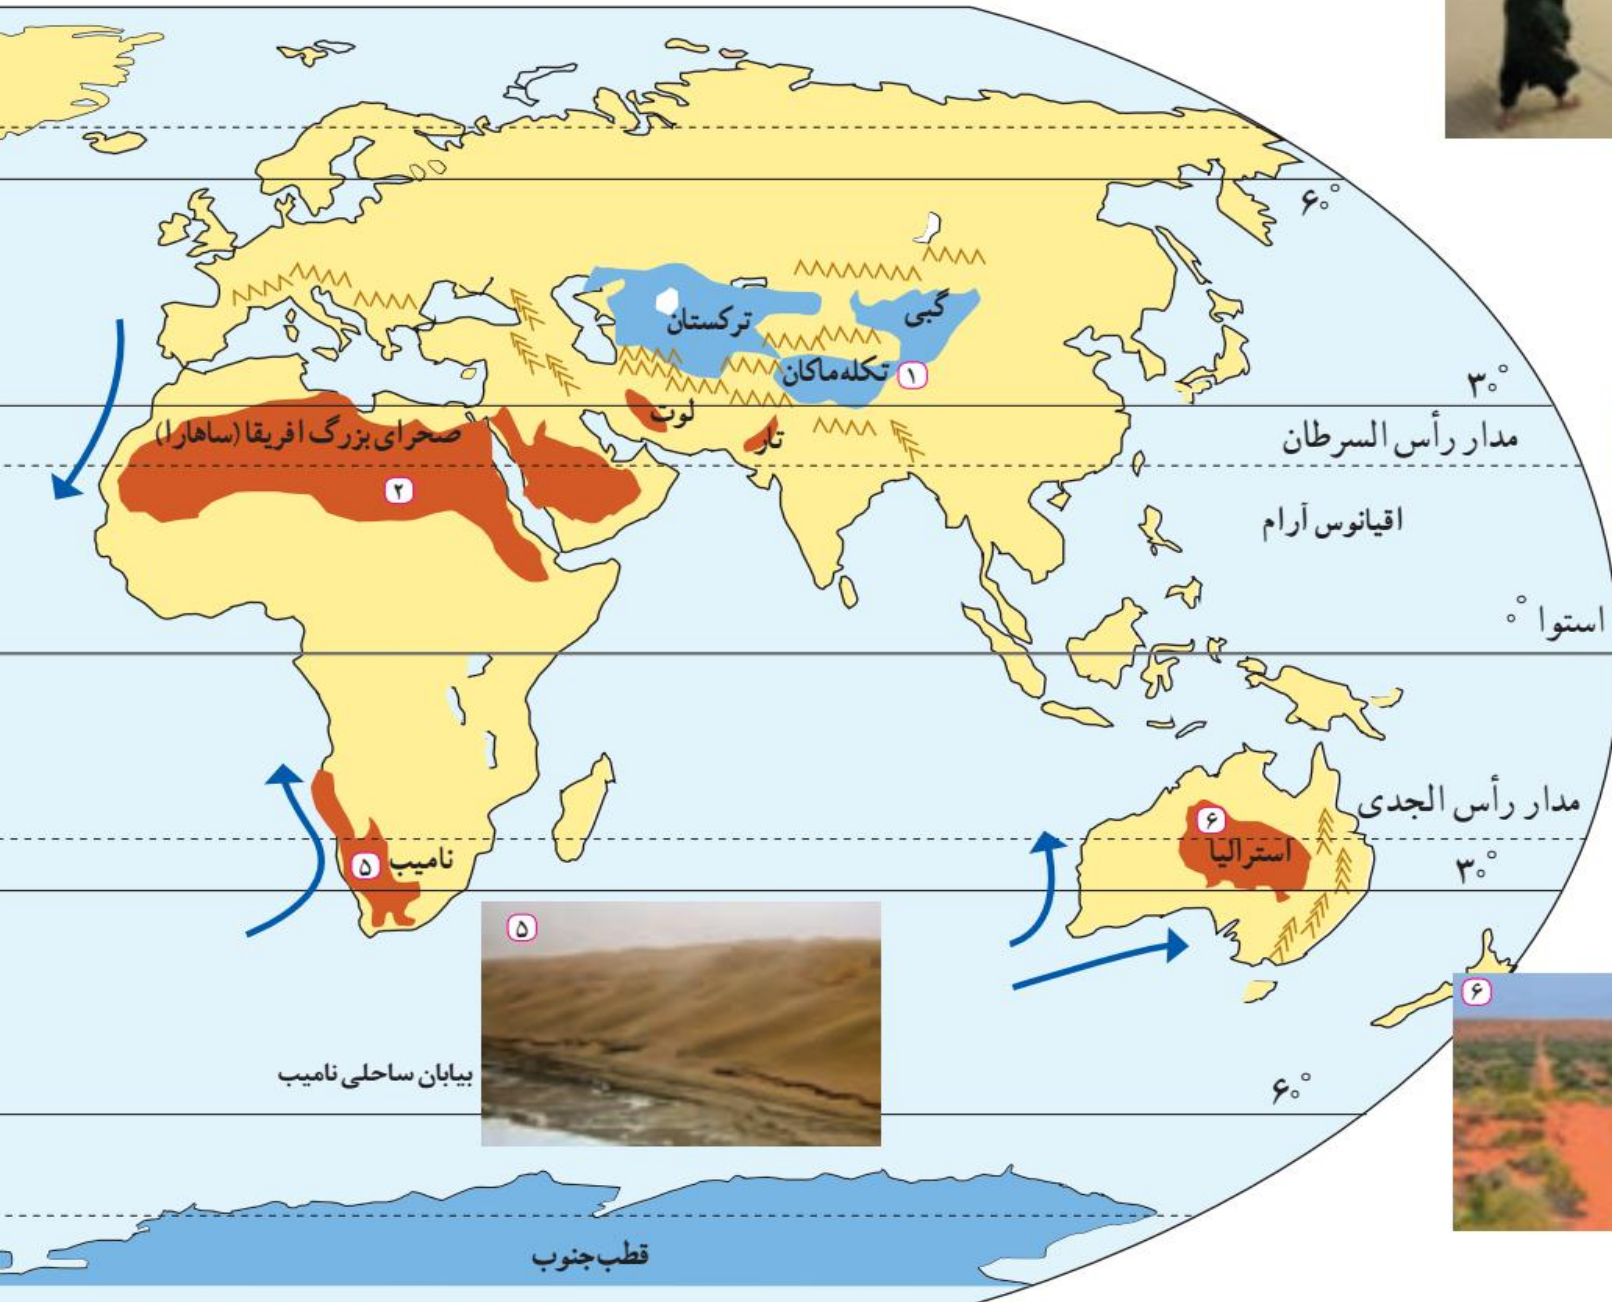 ۶۰°
گبی
ترکستان
تکله‌ماکان
۱
۳۰°
لوت
صحرای بزرگ افریقا (ساهارا)
تار
مدار رأس السرطان
۲
اقیانوس آرام
استوا ۰°
مدار رأس الجدی
۶
استرالیا
نامیب
۵
۳۰°
۵
۶
بیابان ساحلی نامیب
۶۰°
قطب جنوب